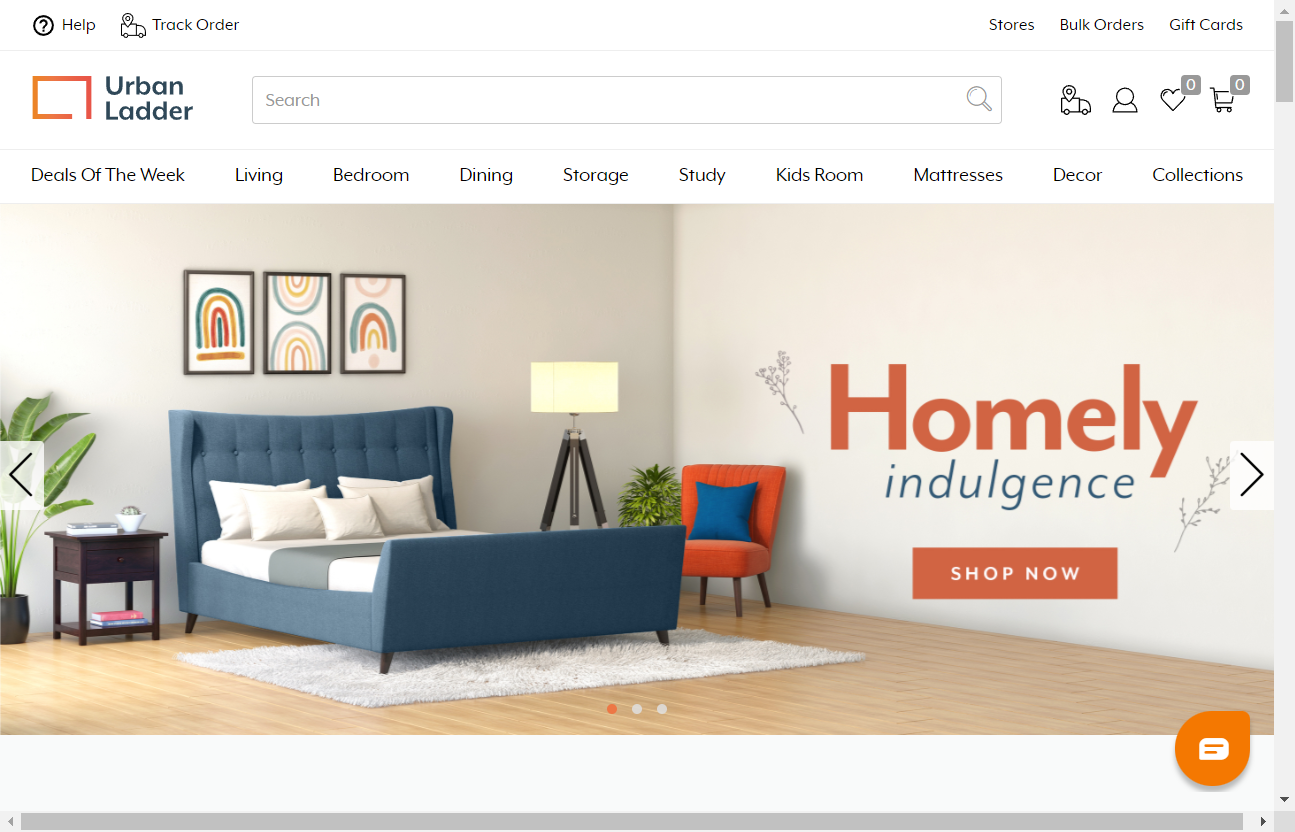 Help Track Order Stores Bulk Orders Gift Cards
Urban
Ladder
Search
0 0
Deals Of The Week Living Bedroom Dining Storage Study Kids Room Mattresses Decor Collections
Homely
indulgence
SHOP NOW